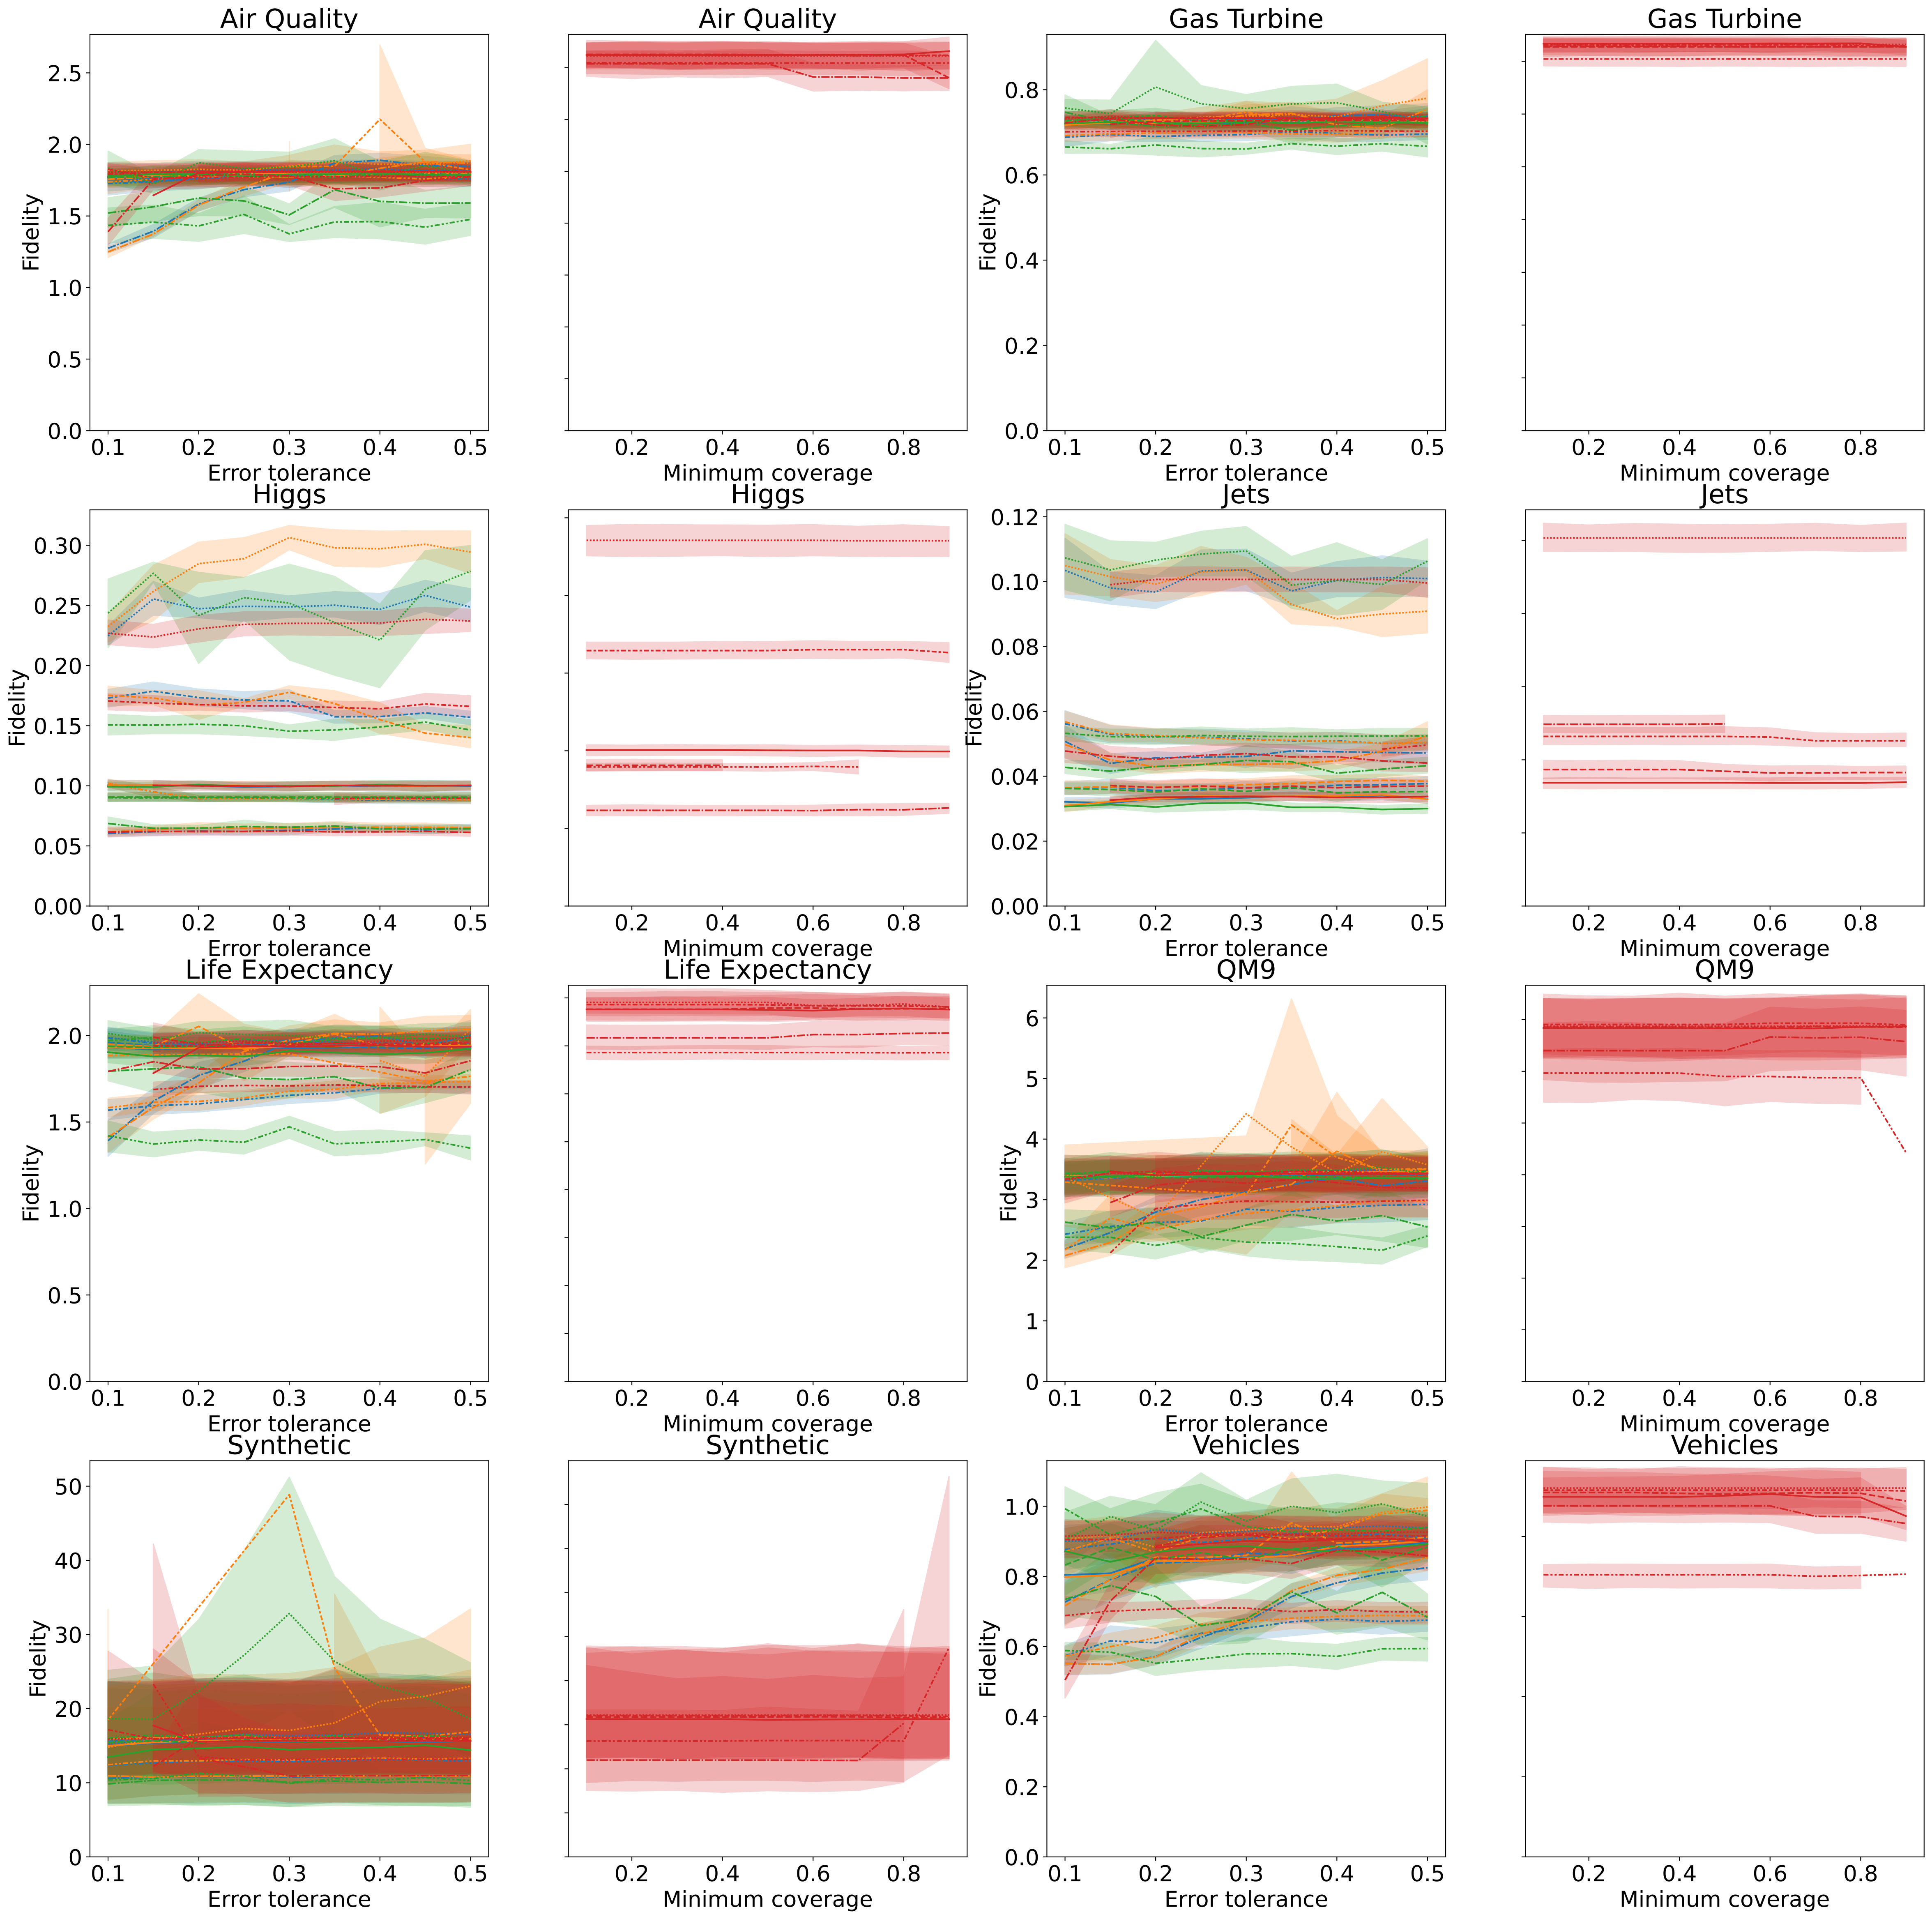 Air Quality
Air Quality
Gas Turbine
Gas Turbine
Fidelity
2.5
2.0
1.5
1.0
0.5
0.0
0.1 0.2 0.3 0.4 0.5
Error tolerance
0.2 0.4 0.6 0.8
Minimum coverage
Fidelity
0.8
0.6
0.4
0.2
0.0
0.1 0.2 0.3 0.4 0.5
Error tolerance
0.2 0.4 0.6 0.8
Minimum coverage
Higgs
Higgs
Jets
Jets
Fidelity
0.30
0.25
0.20
0.15
0.10
0.05
0.00
0.1 0.2 0.3 0.4 0.5
Error tolerance
0.2 0.4 0.6 0.8
Minimum coverage
Fidelity
0.12
0.10
0.08
0.06
0.04
0.02
0.00
0.1 0.2 0.3 0.4 0.5
Error tolerance
0.2 0.4 0.6 0.8
Minimum coverage
Life Expectancy
Life Expectancy
QM9
QM9
Fidelity
2.0
1.5
1.0
0.5
0.0
0.1 0.2 0.3 0.4 0.5
Error tolerance
0.2 0.4 0.6 0.8
Minimum coverage
Fidelity
6
5
4
3
2
1
0
0.1 0.2 0.3 0.4 0.5
Error tolerance
0.2 0.4 0.6 0.8
Minimum coverage
Synthetic
Synthetic
Vehicles
Vehicles
Fidelity
50
40
30
20
10
0
0.1 0.2 0.3 0.4 0.5
Error tolerance
0.2 0.4 0.6 0.8
Minimum coverage
Fidelity
1.0
0.8
0.6
0.4
0.2
0.0
0.1 0.2 0.3 0.4 0.5
Error tolerance
0.2 0.4 0.6 0.8
Minimum coverage